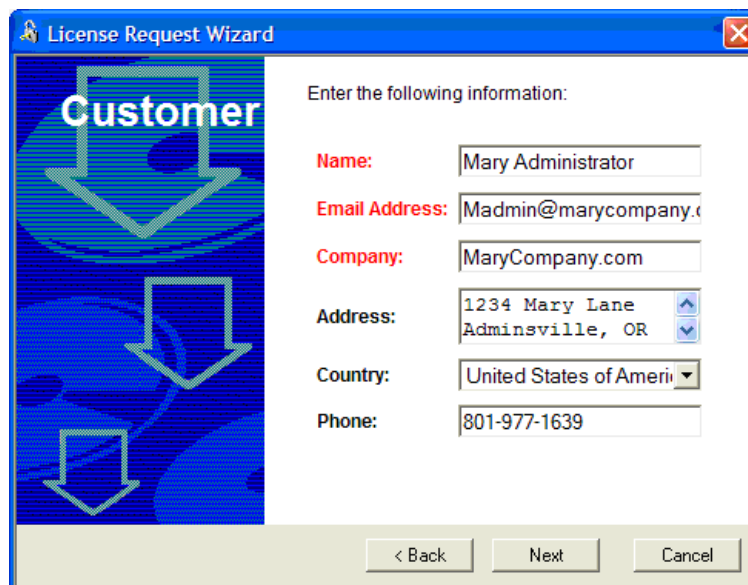 License Request Wizard
Customer
Enter the following information:
Name: Mary Administrator
Email Address: Madmin@marycompany.
Company: MaryCompany.com
Address: 1234 Mary Lane
Adminsville, OR
Country: United States of Ameri
Phone: 801-977-1639
< Back Next Cancel